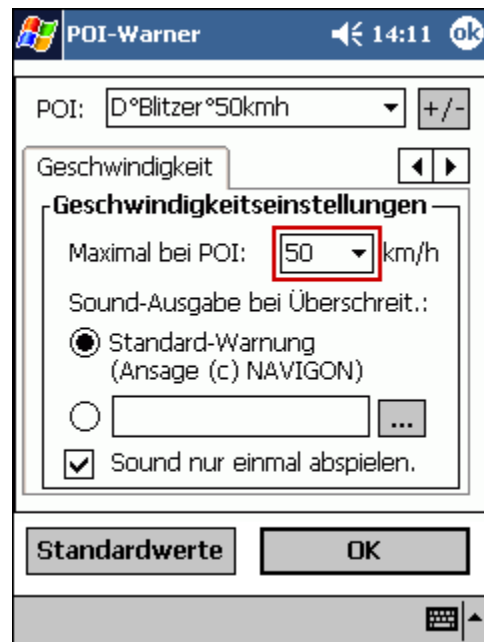 POI-Warner 14:11 ok
POI: D°Blitzer°50kmh +/-
Geschwindigkeit
Geschwindigkeitseinstellungen
Maximal bei POI: 50 km/h
Sound-Ausgabe bei Überschreit.:
Standard-Warnung
(Ansage (c) NAVIGON)
...
Sound nur einmal abspielen.
Standardwerte OK